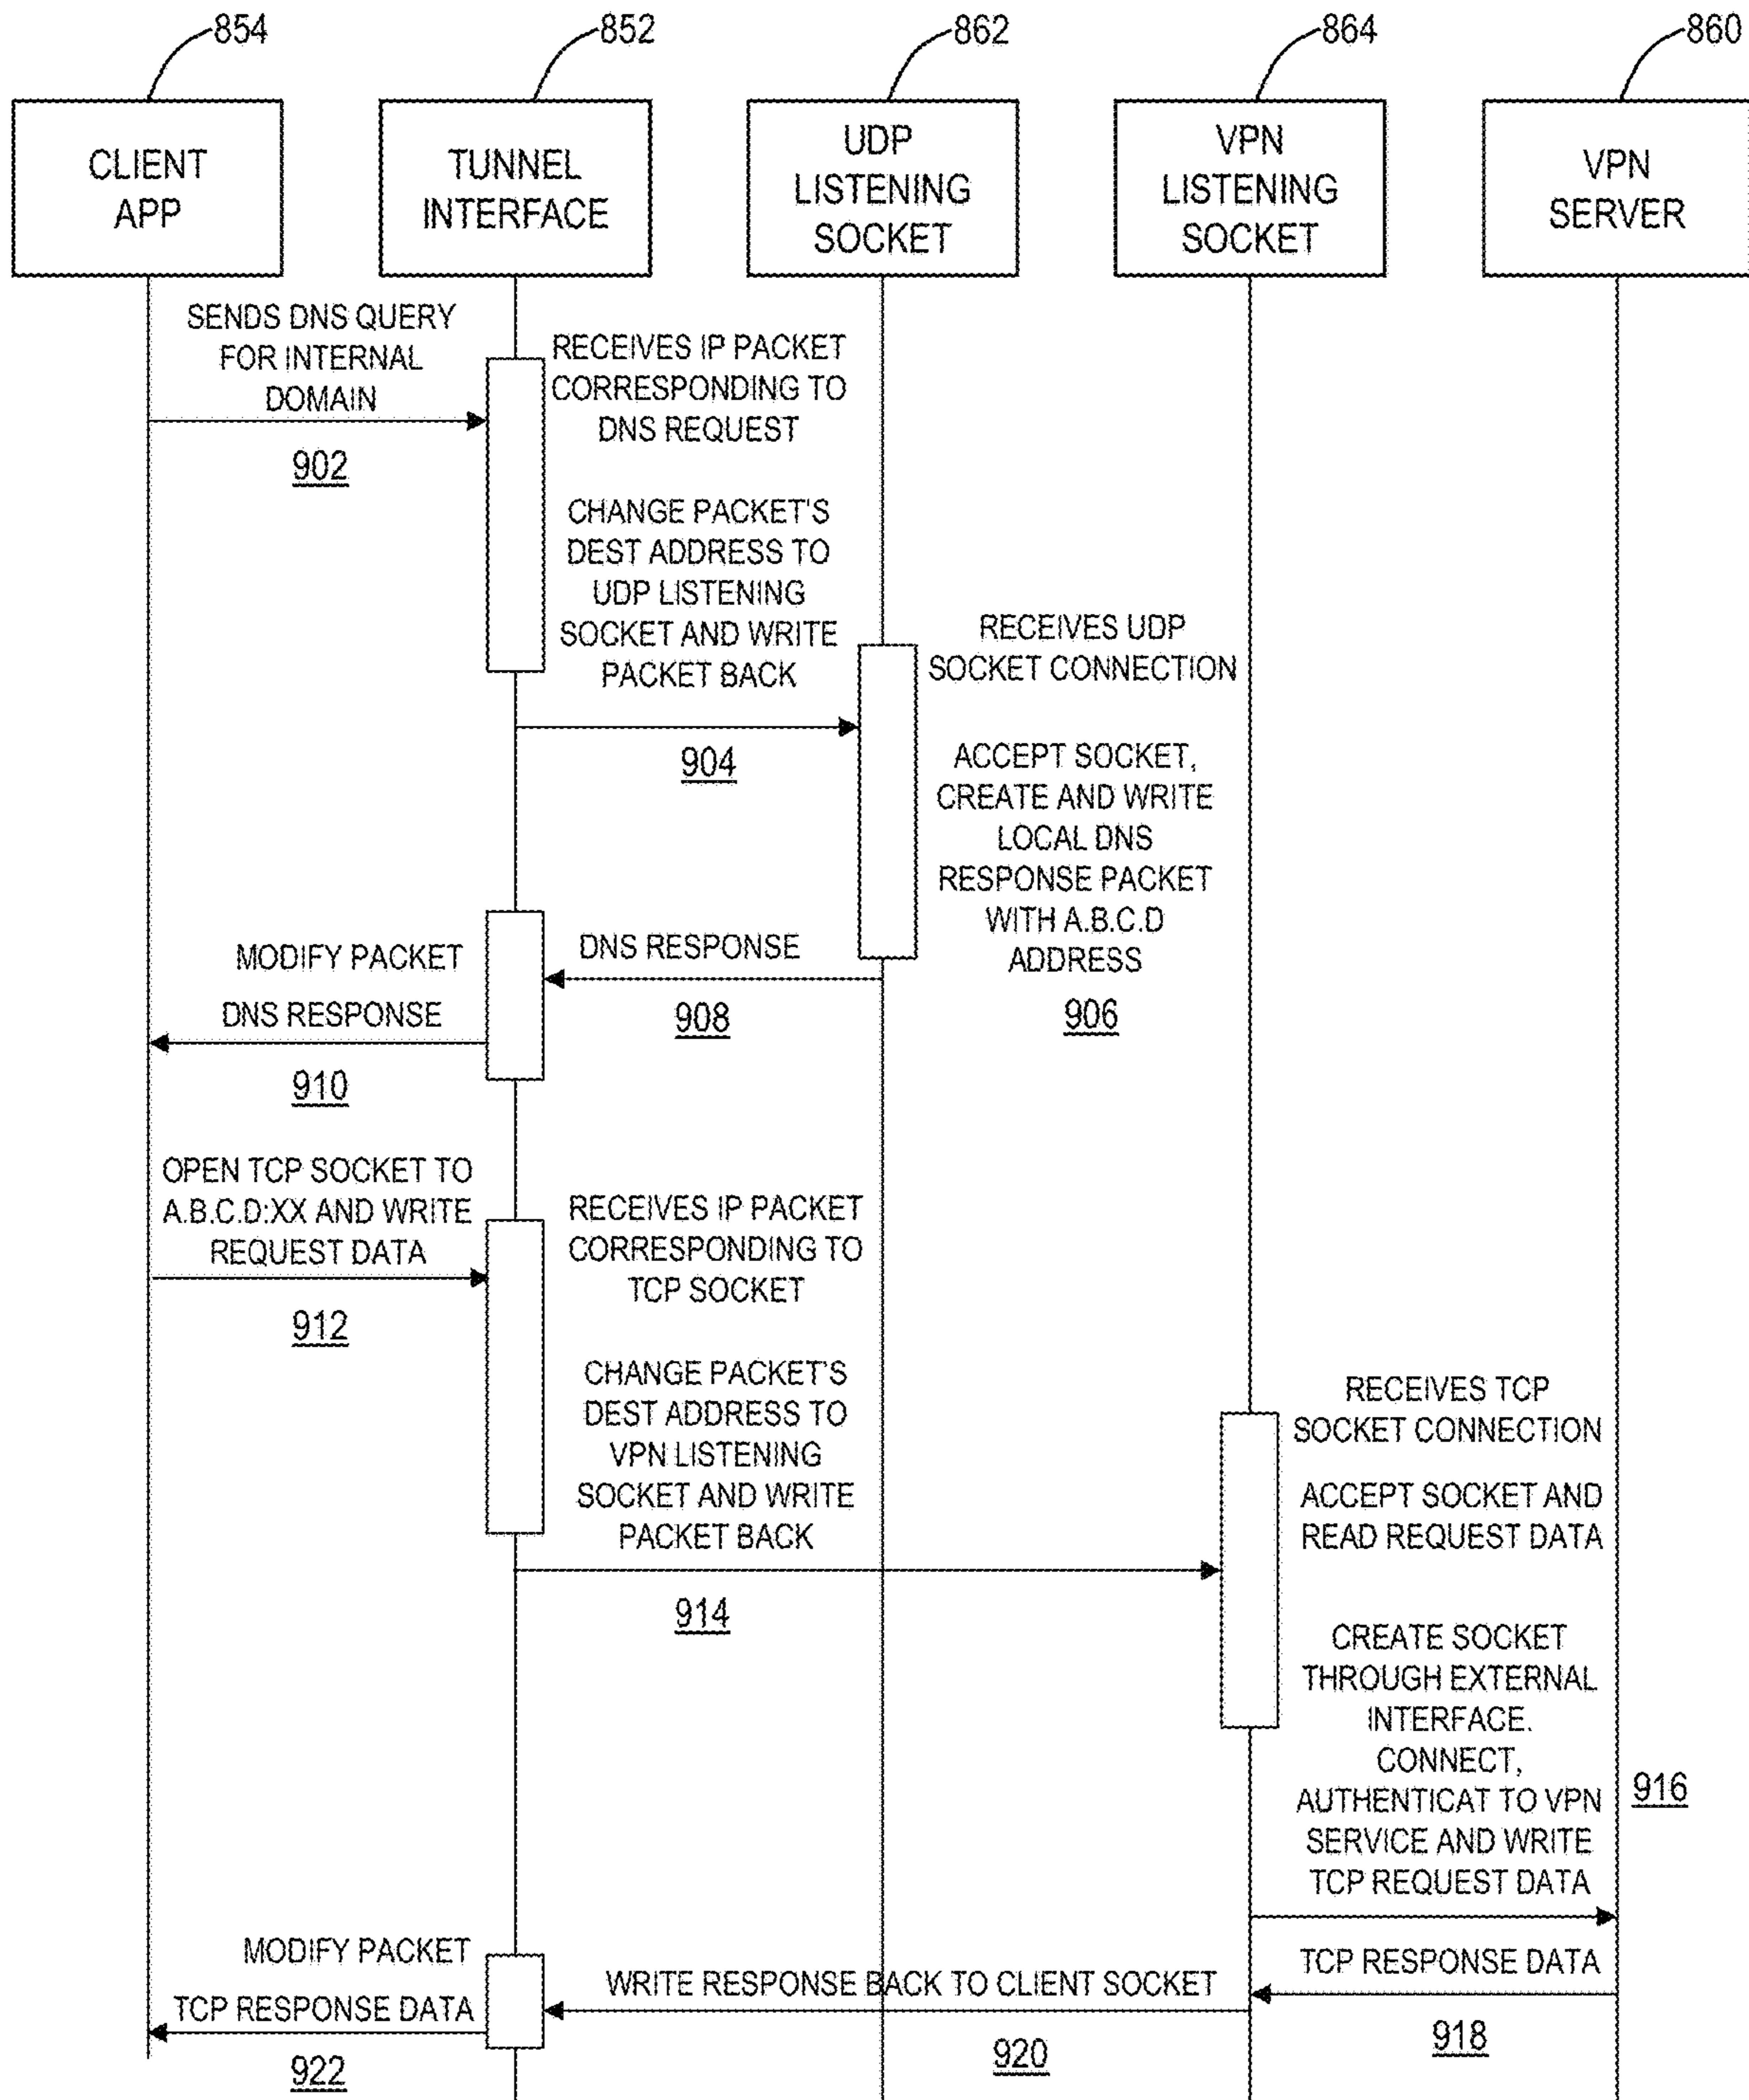 854
852
862
864
860
CLIENT
APP
TUNNEL
INTERFACE
UDP
LISTENING
SOCKET
VPN
LISTENING
SOCKET
VPN
SERVER
SENDS DNS QUERY
FOR INTERNAL
DOMAIN
902
RECEIVES IP PACKET
CORRESPONDING TO
DNS REQUEST
CHANGE PACKET'S
DEST ADDRESS TO
UDP LISTENING
SOCKET AND WRITE
PACKET BACK
904
RECEIVES UDP
SOCKET CONNECTION
ACCEPT SOCKET,
CREATE AND WRITE
LOCAL DNS
RESPONSE PACKET
WITH A.B.C.D
ADDRESS
906
DNS RESPONSE
908
MODIFY PACKET
DNS RESPONSE
910
OPEN TCP SOCKET TO
A.B.C.D:XX AND WRITE
REQUEST DATA
912
RECEIVES IP PACKET
CORRESPONDING TO
TCP SOCKET
CHANGE PACKET'S
DEST ADDRESS TO
VPN LISTENING
SOCKET AND WRITE
PACKET BACK
914
RECEIVES TCP
SOCKET CONNECTION
ACCEPT SOCKET AND
READ REQUEST DATA
CREATE SOCKET
THROUGH EXTERNAL
INTERFACE.
CONNECT,
AUTHENTICAT TO VPN
SERVICE AND WRITE
TCP REQUEST DATA
916
TCP RESPONSE DATA
918
WRITE RESPONSE BACK TO CLIENT SOCKET
920
MODIFY PACKET
TCP RESPONSE DATA
922